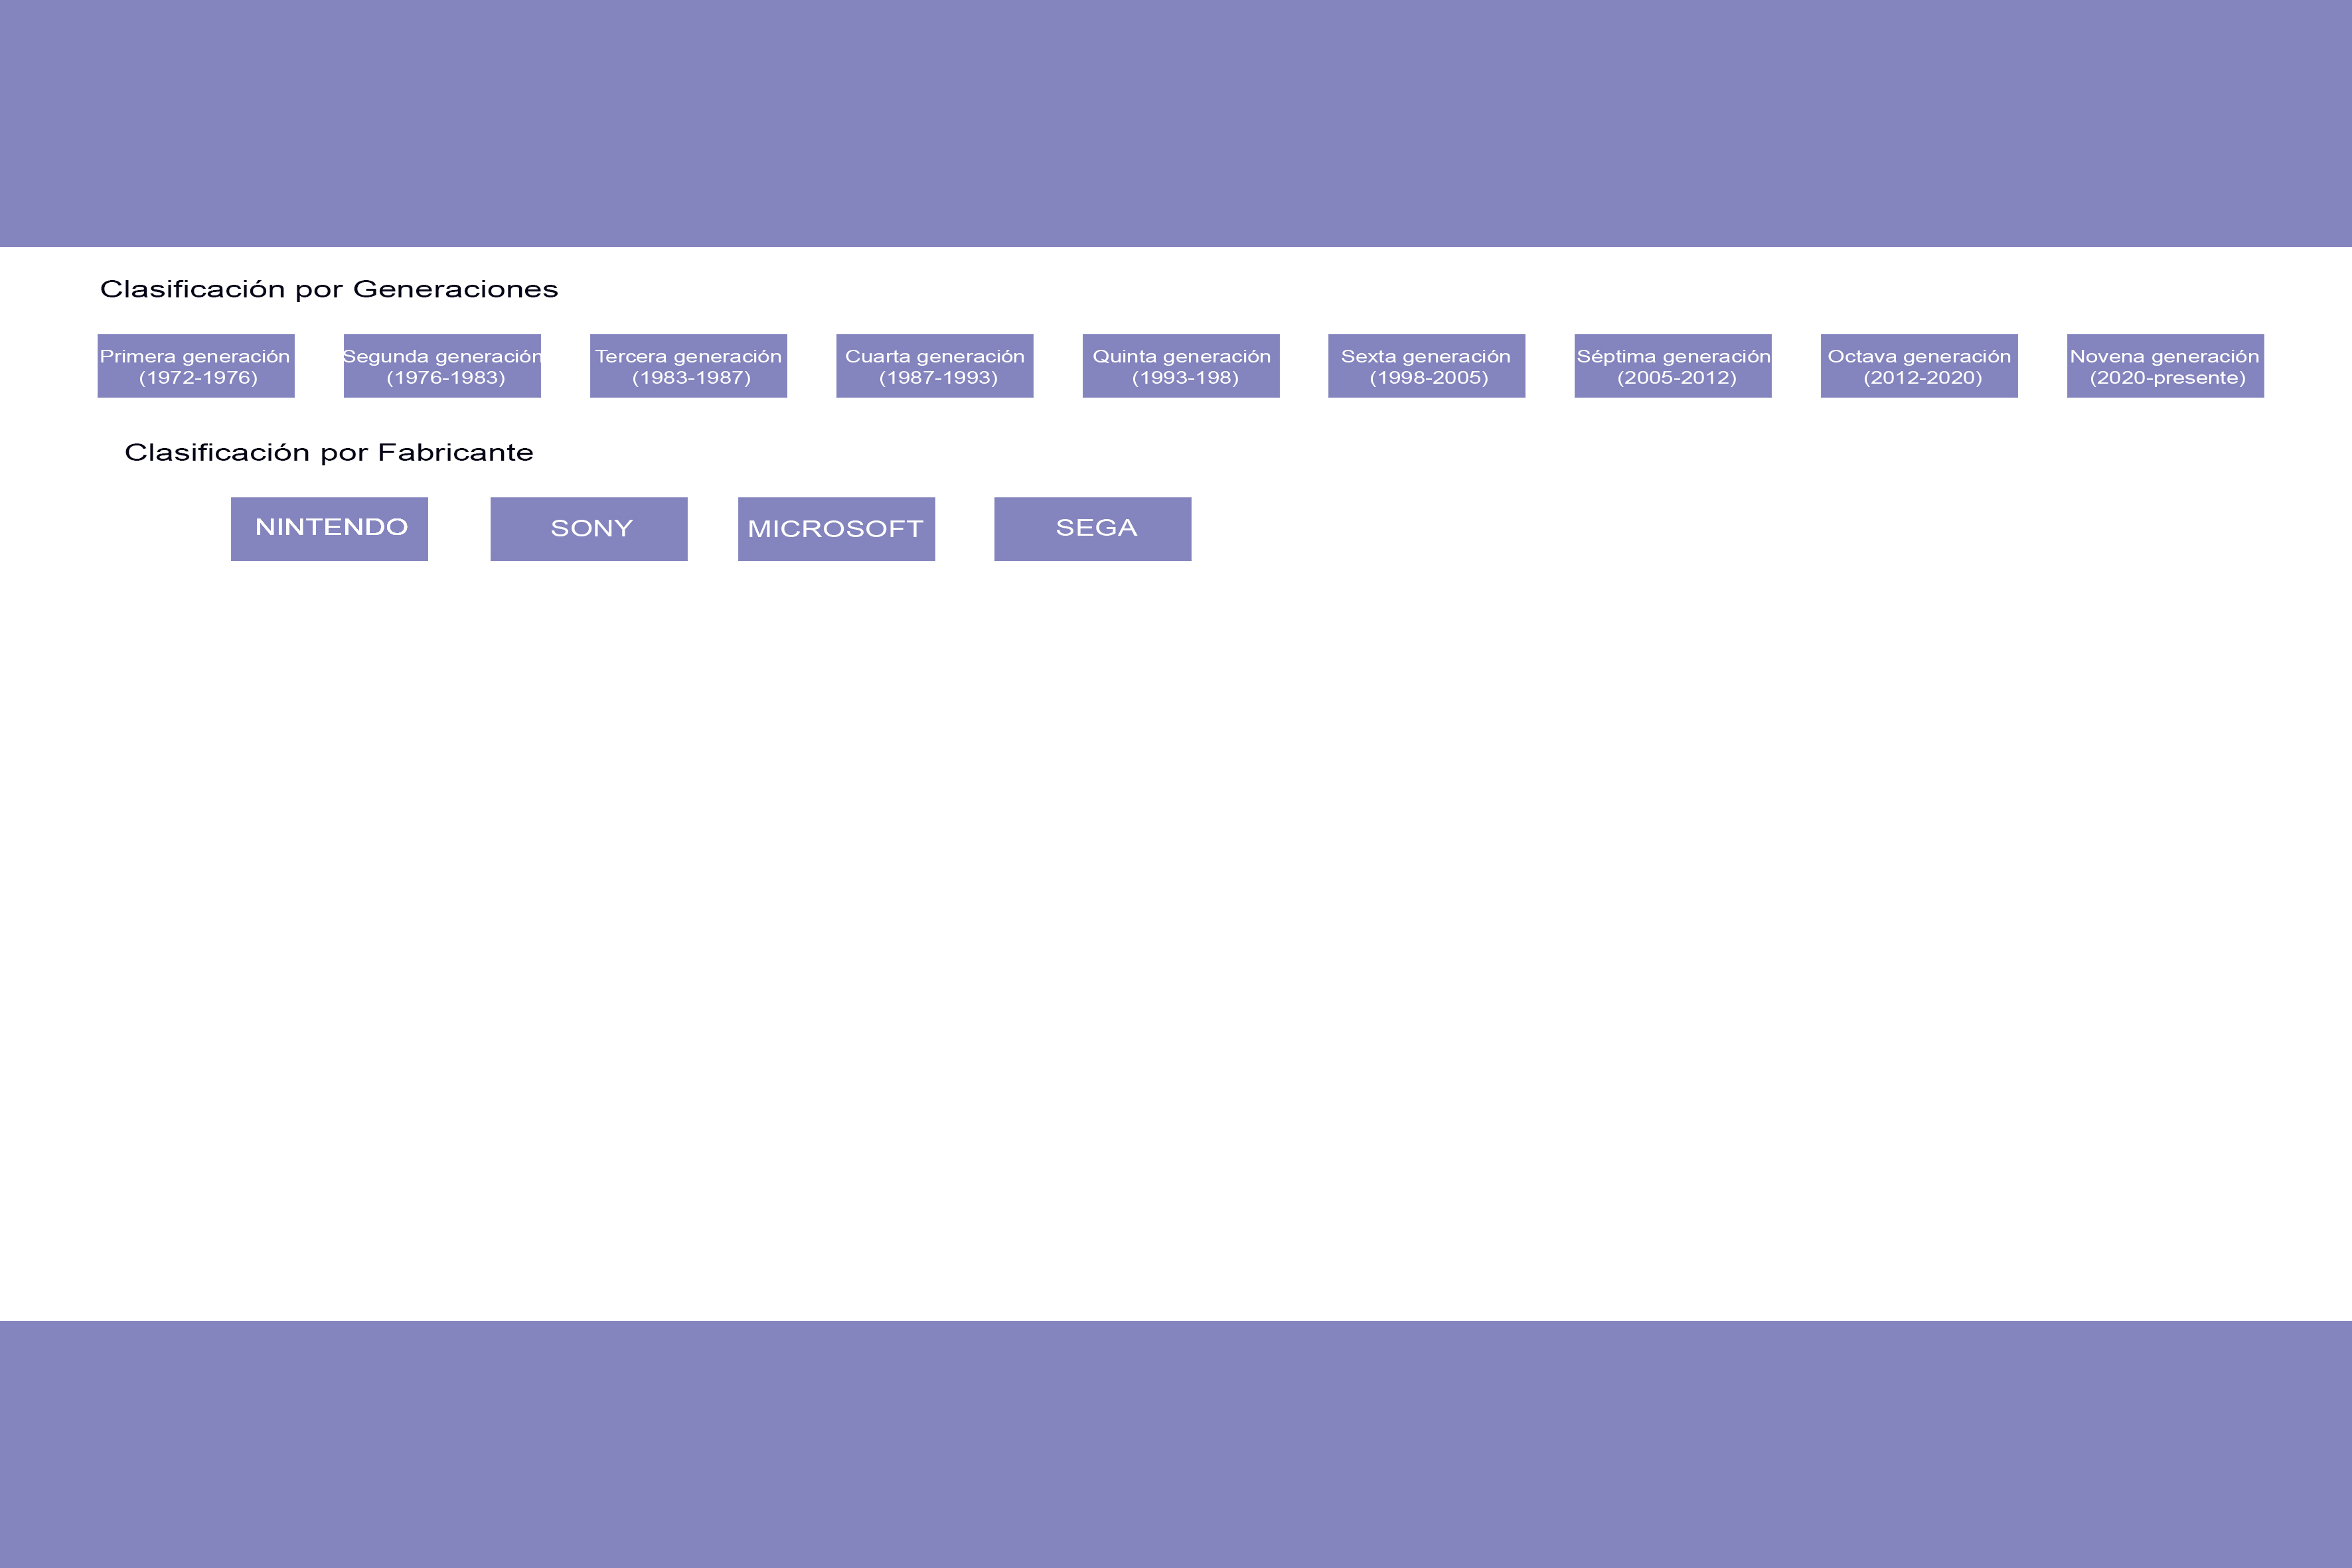 Clasificación por Generaciones
Primera generación
(1972-1976)
Segunda generación
(1976-1983)
Tercera generación
(1983-1987)
Cuarta generación
(1987-1993)
Quinta generación
(1993-198)
Sexta generación
(1998-2005)
Séptima generación
(2005-2012)
Octava generación
(2012-2020)
Novena generación
(2020-presente)
Clasificación por Fabricante
NINTENDO
SONY
MICROSOFT
SEGA